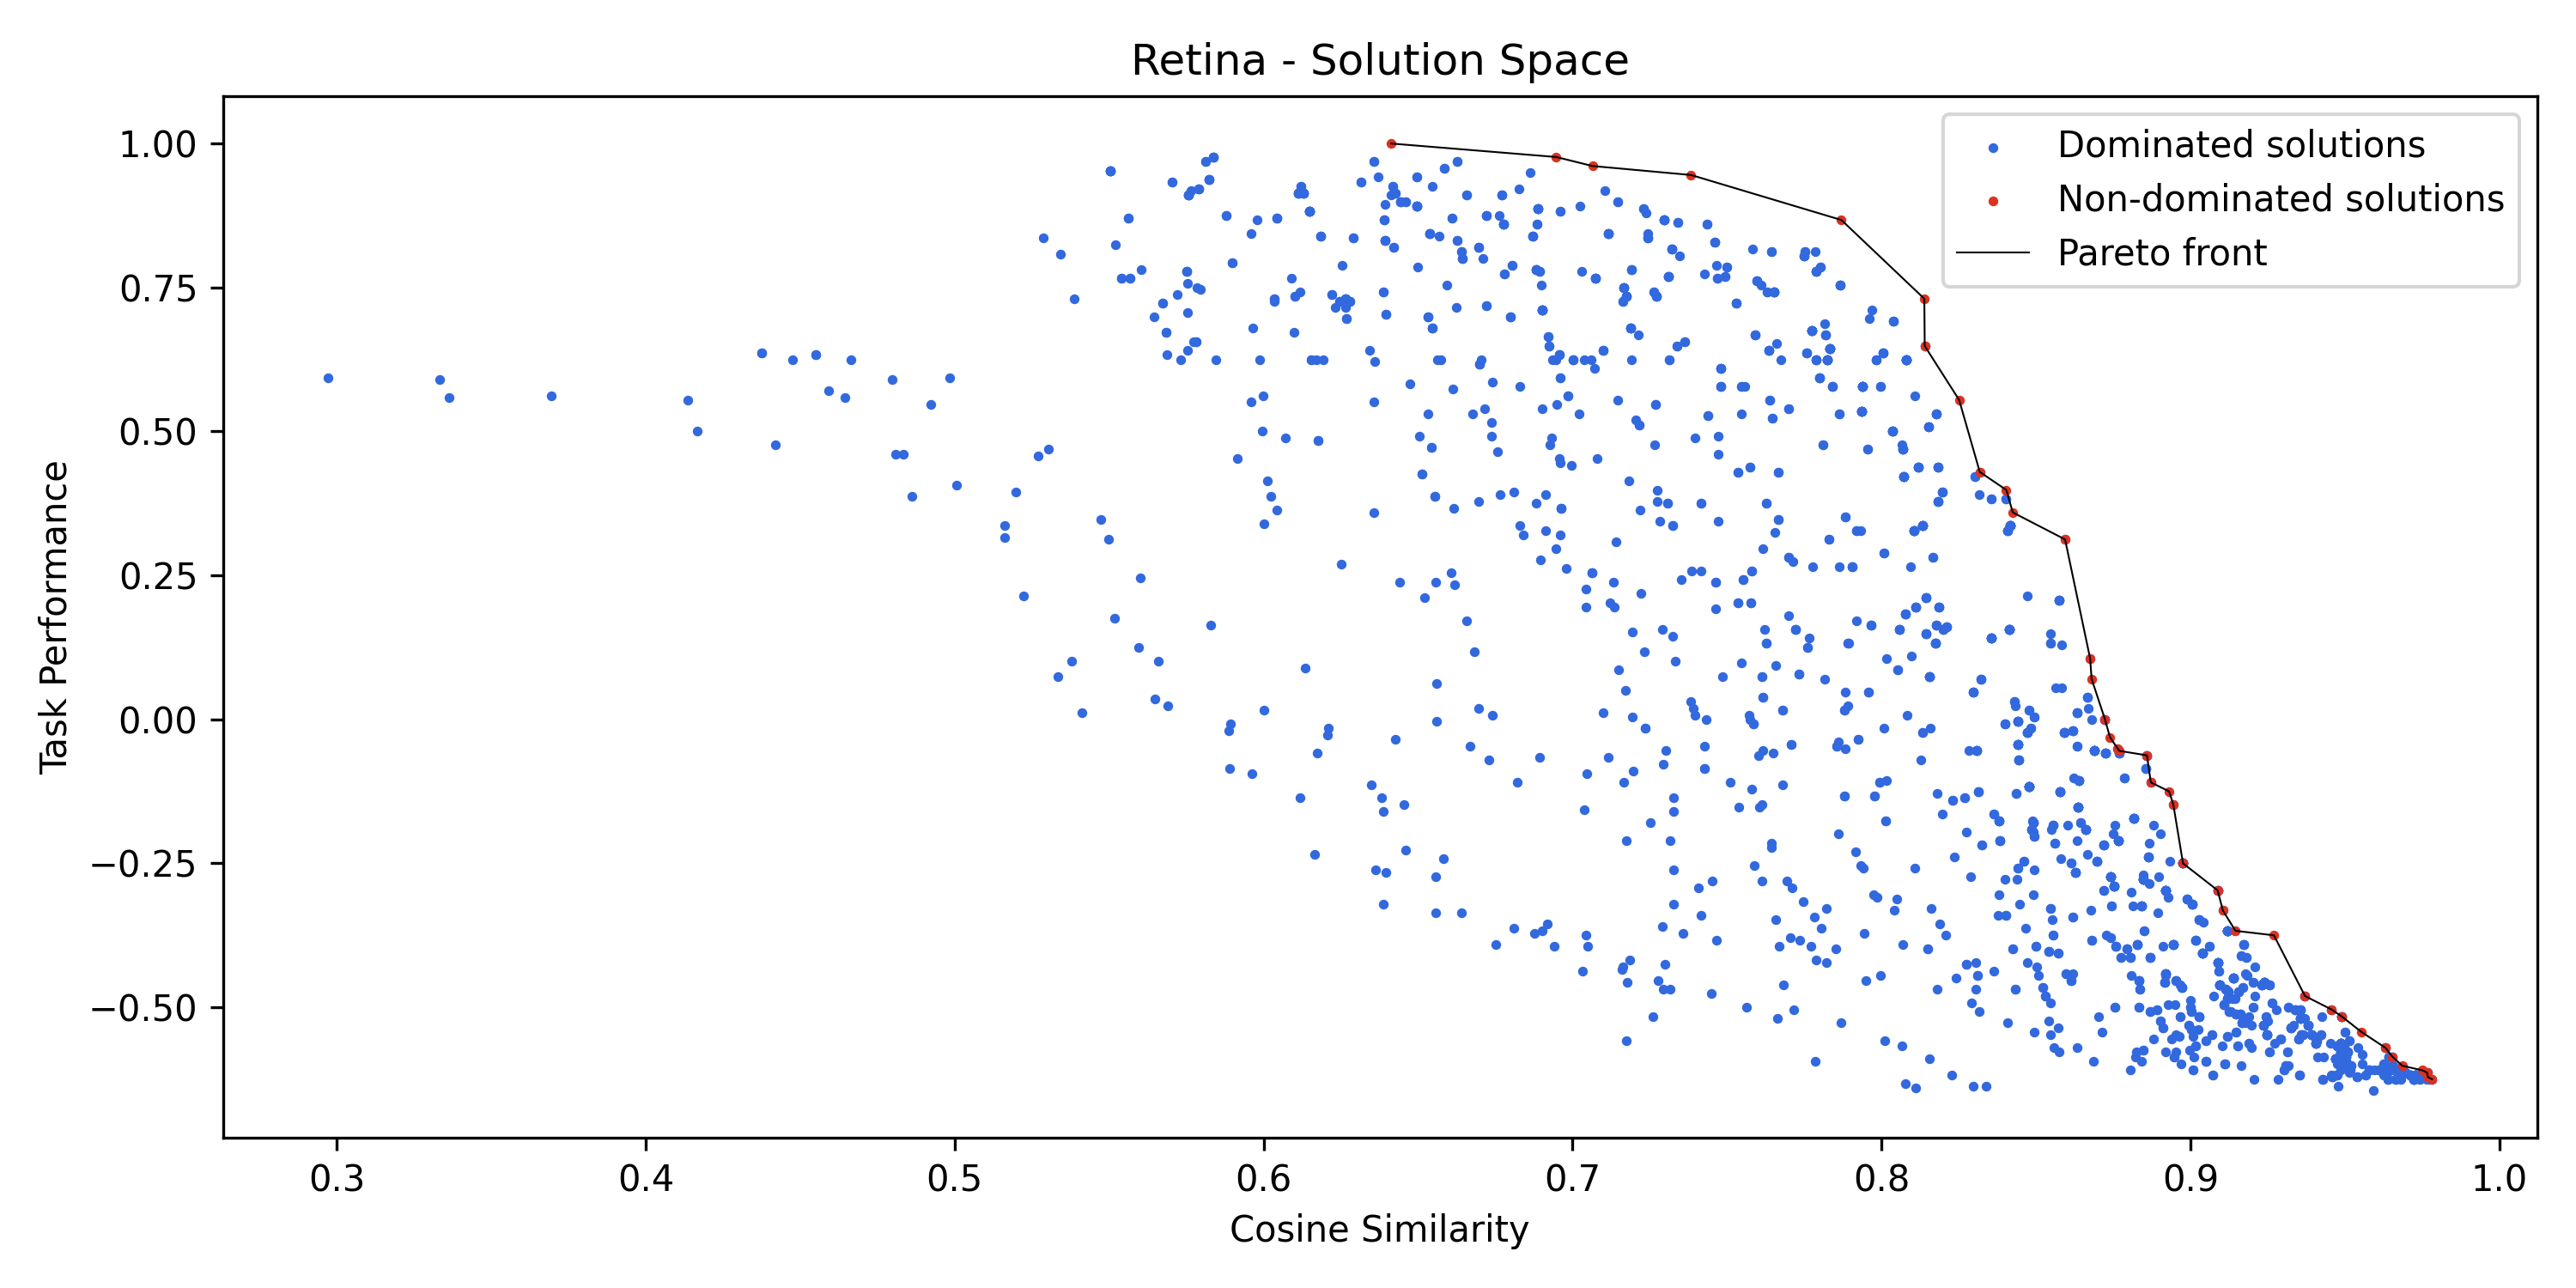 Retina - Solution Space
Dominated solutions
Non-dominated solutions
Pareto front
Task Performance
1.00
0.75
0.50
0.25
0.00
−0.25
−0.50
0.3 0.4 0.5 0.6 0.7 0.8 0.9 1.0
Cosine Similarity